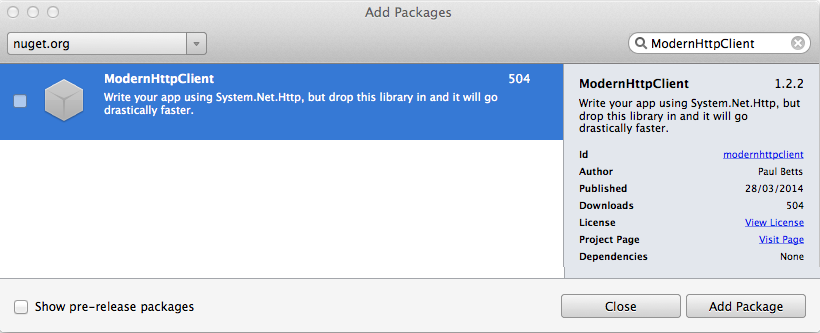 Add Packages
nuget.org
ModernHttpClient
ModernHttpClient 504
Write your app using System.Net.Http, but drop this library in and it will go
drastically faster.
ModernHttpClient 1.2.2
Write your app using System.Net.Http, but
drop this library in and it will go
drastically faster.
Id modernhttpclient
Author Paul Betts
Published 28/03/2014
Downloads 504
License View License
Project Page Visit Page
Dependencies None
Show pre-release packages
Close
Add Package